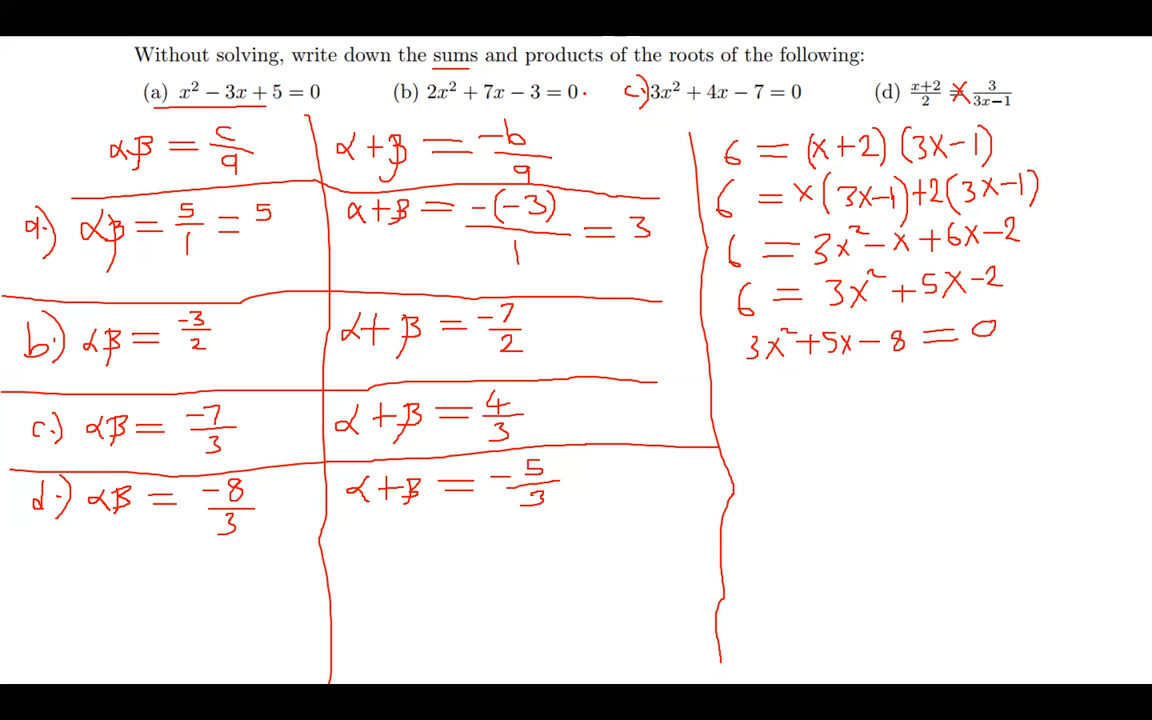 Without solving, write down the sums and products of the roots of the following:
(a) x² − 3x + 5 = 0 (b) 2x² + 7x − 3 = 0 . c.) 3x² + 4x − 7 = 0 (d) (x+2)/2 = 3/(3x−1)
αβ = c/a
α + β = -b/a
a.) αβ = 5/1 = 5
α + β = -(-3)/1 = 3
b.) αβ = -3/2
α + β = -7/2
c.) αβ = -7/3
α + β = 4/3
d.) αβ = -8/3
α + β = -5/3
6 = (x+2)(3x-1)
6 = x(3x-1)+2(3x-1)
6 = 3x² - x + 6x - 2
6 = 3x² + 5x - 2
3x² + 5x - 8 = 0